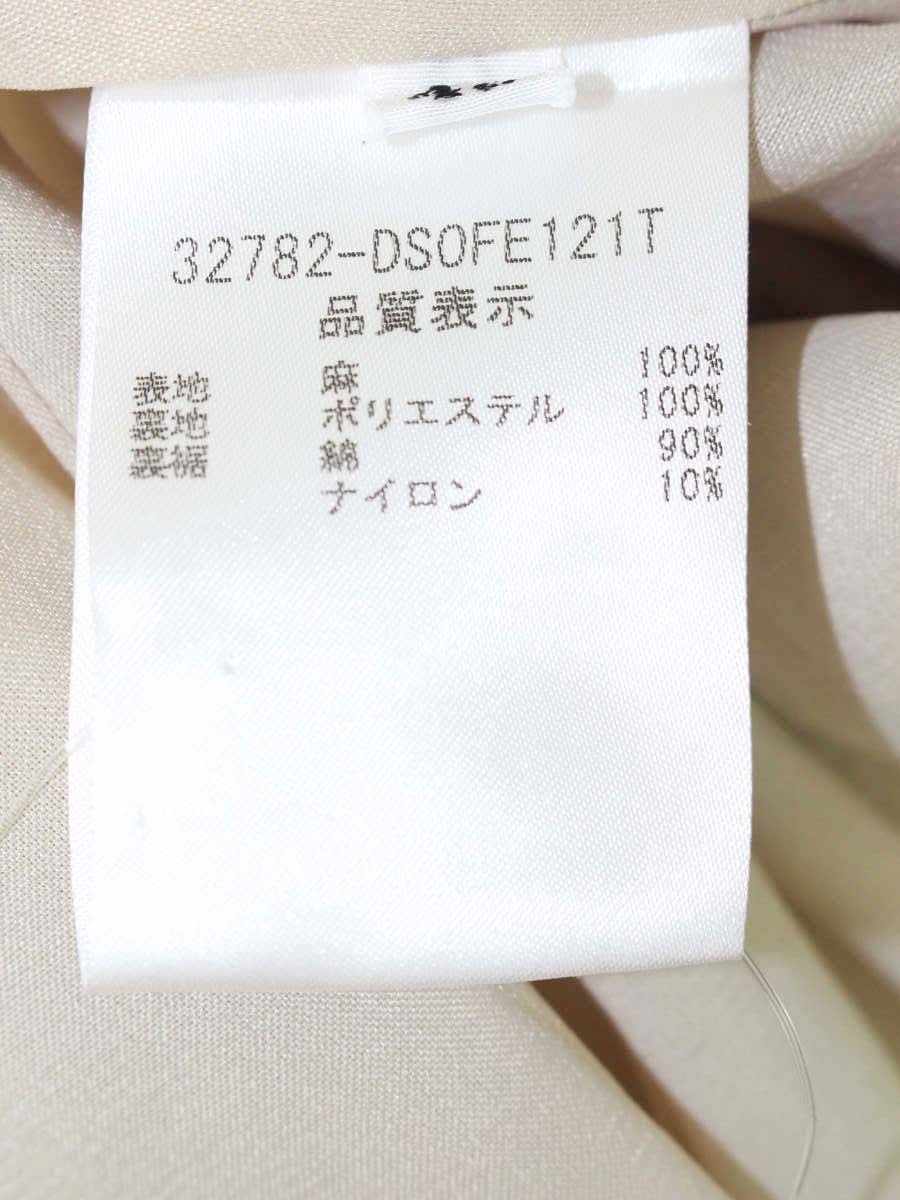 32782-DSOFE121T
品質表示
表地 麻 100%
裏地 ポリエステル 100%
裏裾 綿 90%
ナイロン 10%